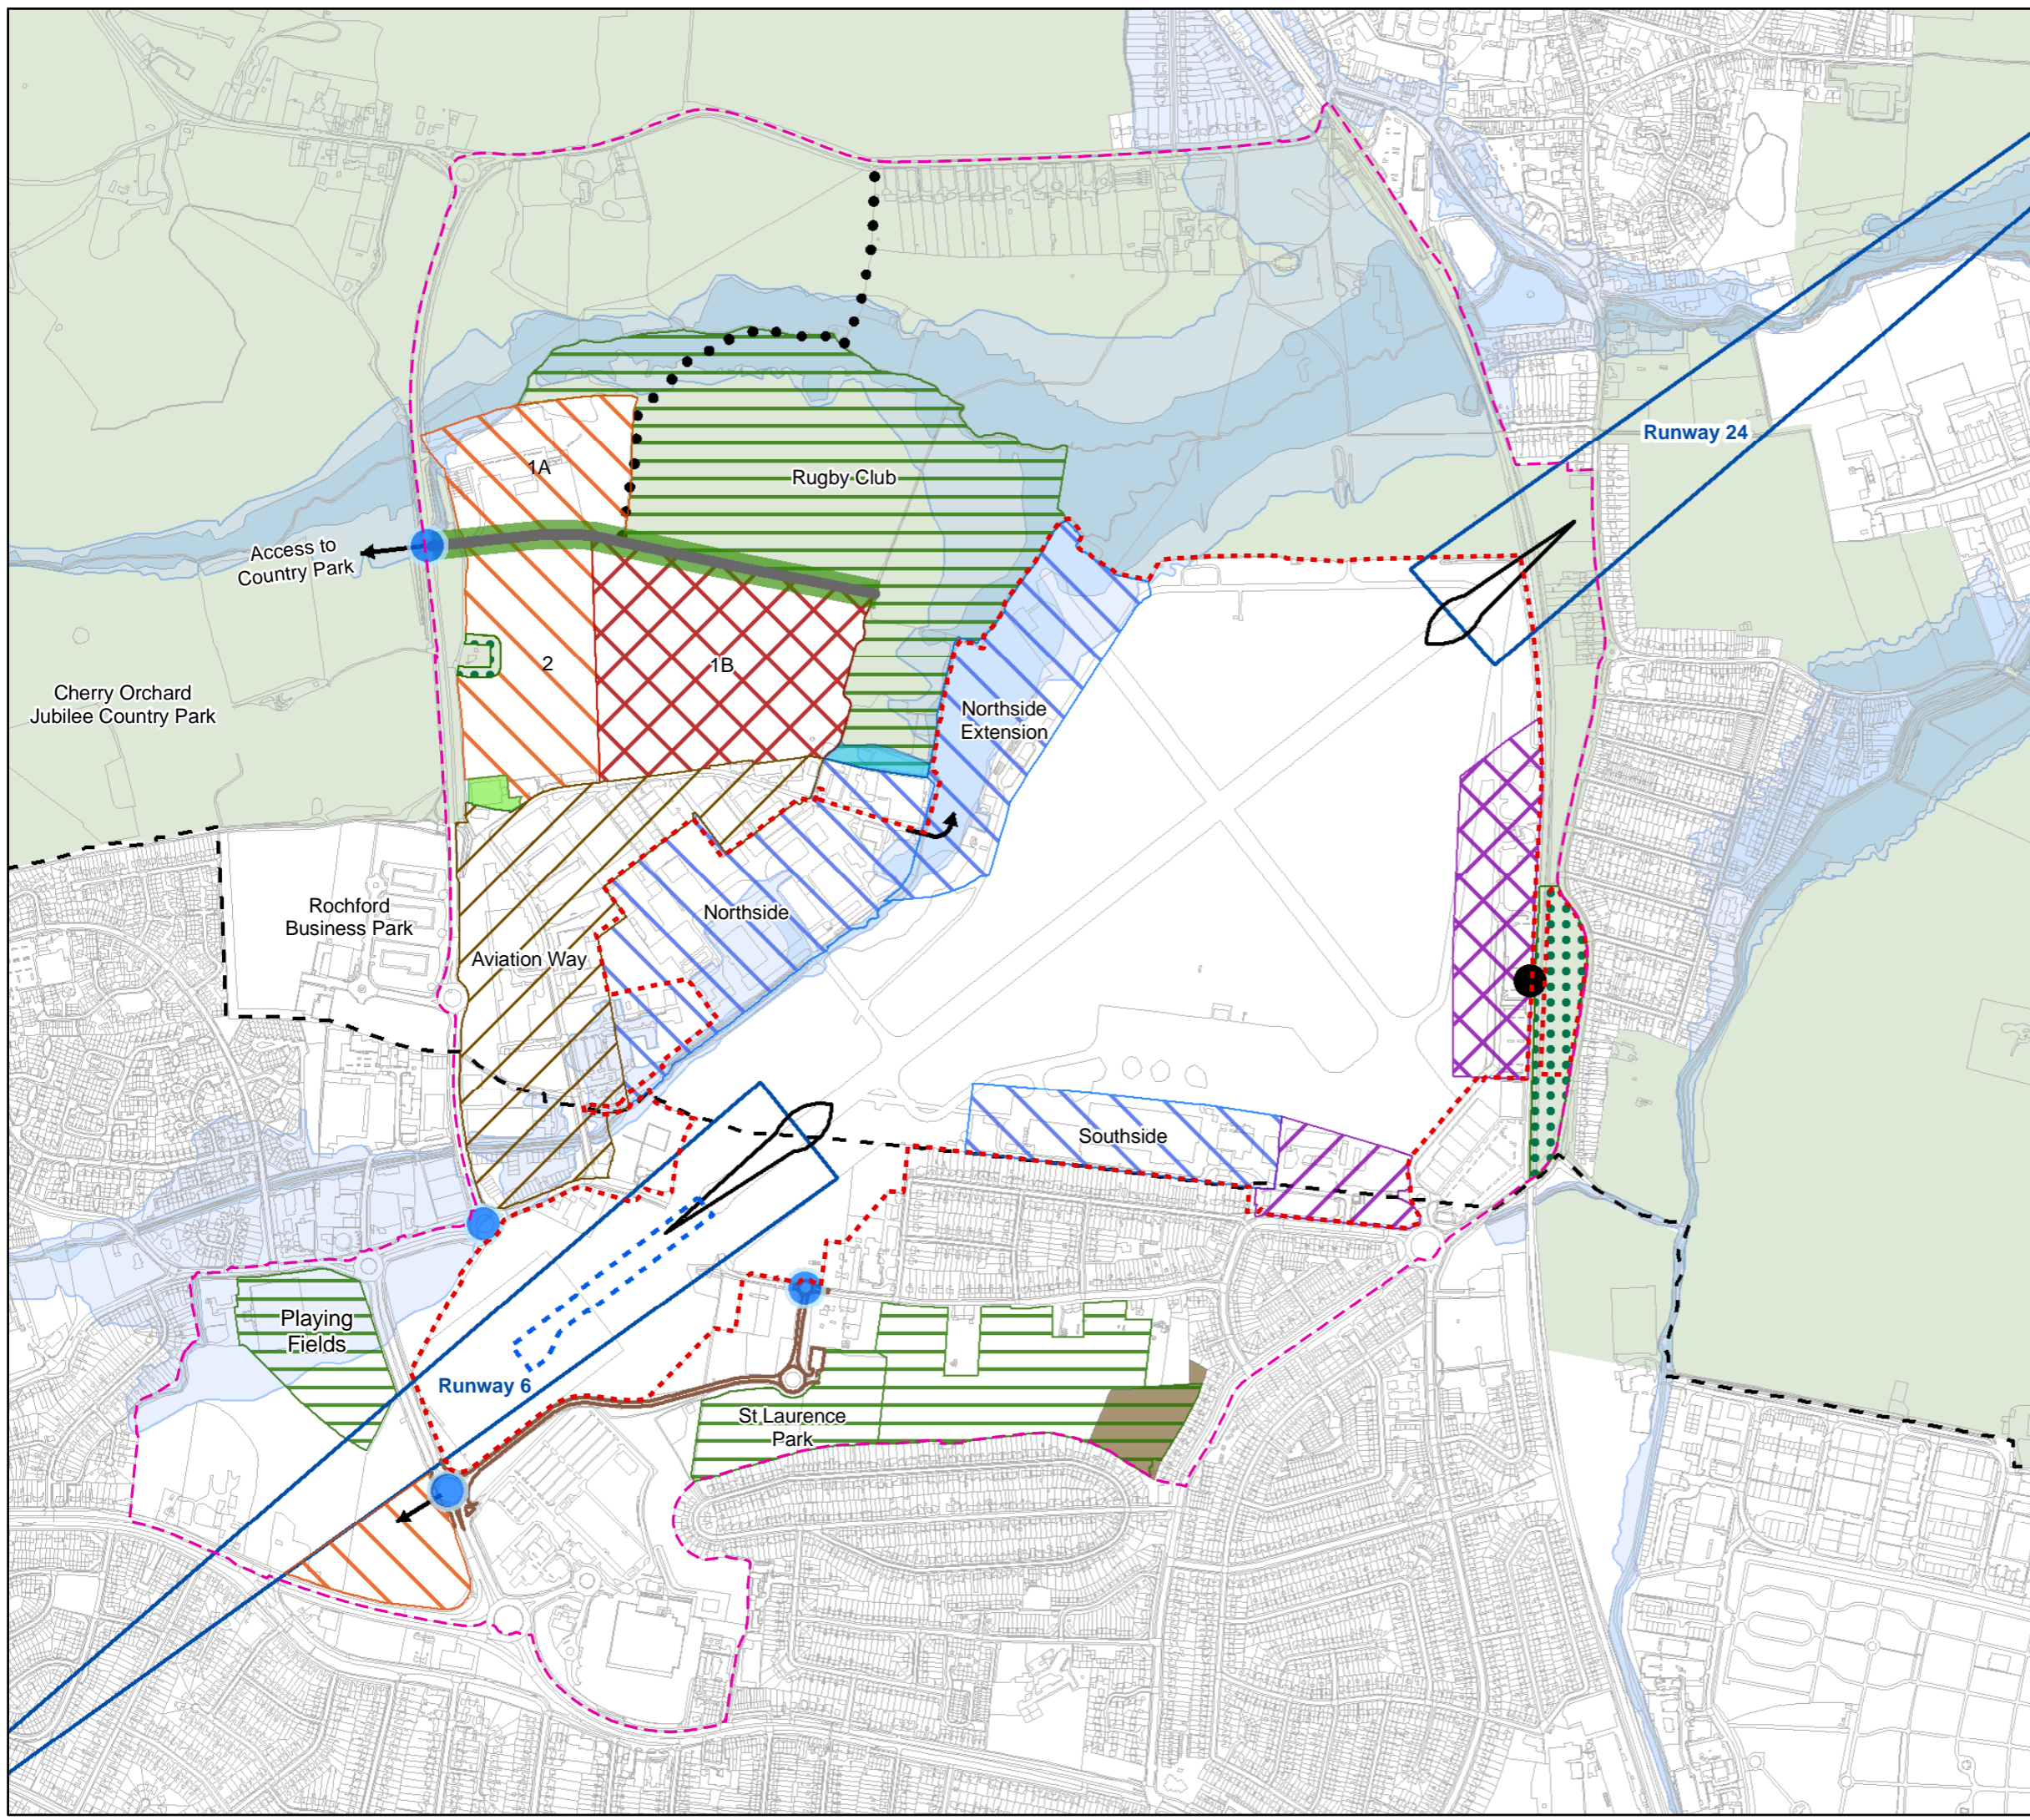 Runway 24
1A
Rugby Club
Access to
Country Park
2
1B
Cherry Orchard
Jubilee Country Park
Northside
Extension
Rochford
Business Park
Northside
Aviation Way
Southside
Playing
Fields
Runway 6
St Laurence
Park